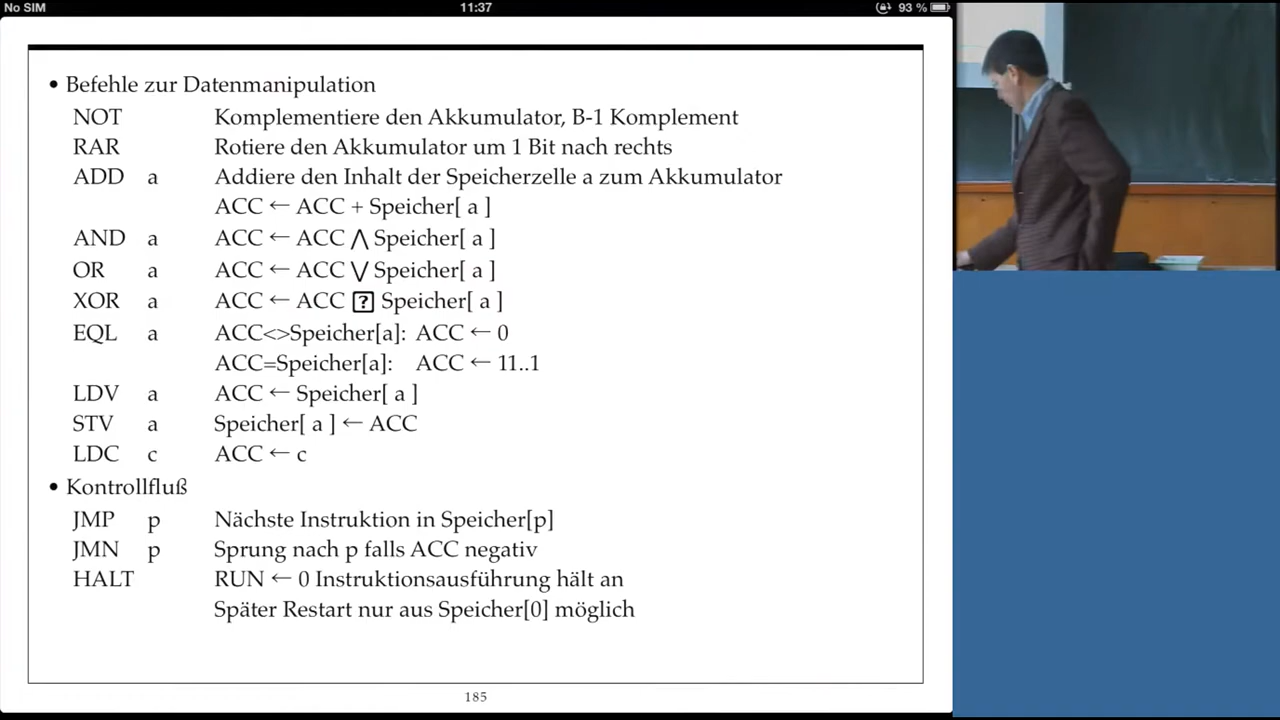 No SIM 11:37 93 %
• Befehle zur Datenmanipulation
NOT Komplementiere den Akkumulator, B-1 Komplement
RAR Rotiere den Akkumulator um 1 Bit nach rechts
ADD a Addiere den Inhalt der Speicherzelle a zum Akkumulator
ACC ← ACC + Speicher[ a ]
AND a ACC ← ACC ⋀ Speicher[ a ]
OR a ACC ← ACC ⋁ Speicher[ a ]
XOR a ACC ← ACC ⍰ Speicher[ a ]
EQL a ACC<>Speicher[a]: ACC ← 0
ACC=Speicher[a]: ACC ← 11..1
LDV a ACC ← Speicher[ a ]
STV a Speicher[ a ] ← ACC
LDC c ACC ← c
• Kontrollfluß
JMP p Nächste Instruktion in Speicher[p]
JMN p Sprung nach p falls ACC negativ
HALT RUN ← 0 Instruktionsausführung hält an
Später Restart nur aus Speicher[0] möglich
185